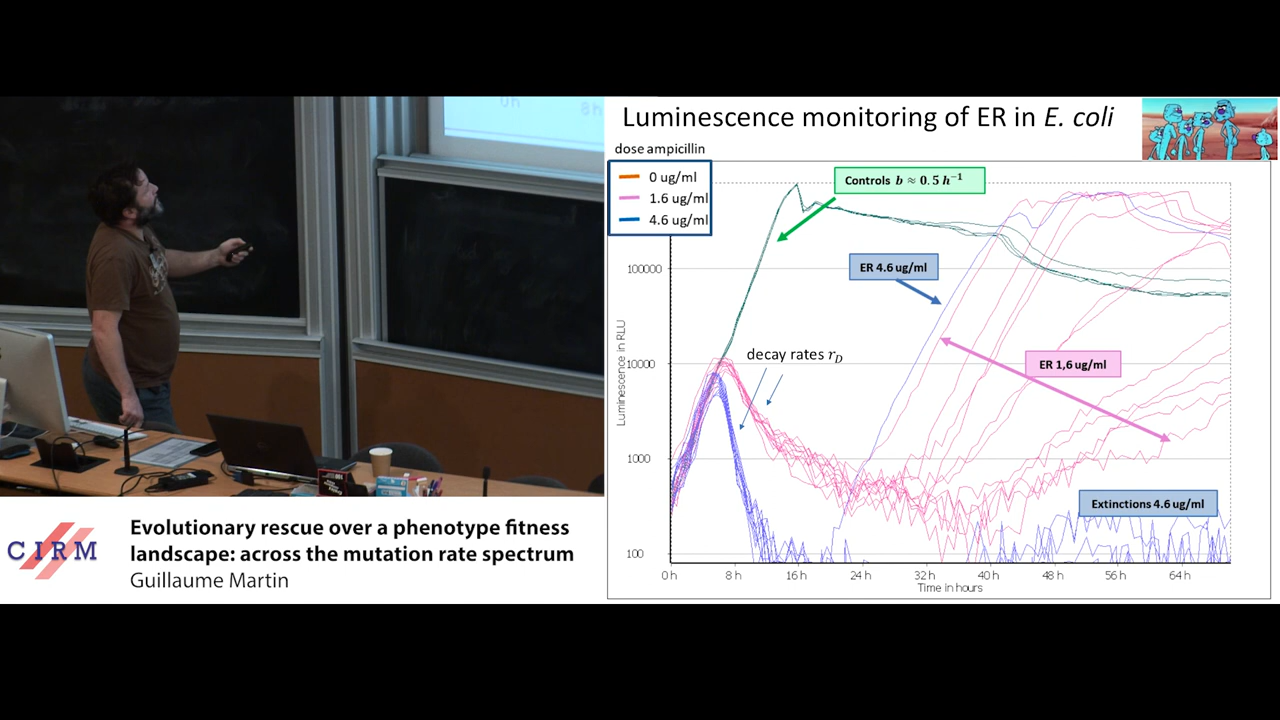 Luminescence monitoring of ER in E. coli
dose ampicillin
0 ug/ml
1.6 ug/ml
4.6 ug/ml
Controls b ≈ 0.5 h⁻¹
ER 4.6 ug/ml
decay rates r_D
ER 1,6 ug/ml
Extinctions 4.6 ug/ml
Luminescence in RLU
100000
10000
1000
100
0 h 8 h 16 h 24 h 32 h 40 h 48 h 56 h 64 h
Time in hours
0h 8h
CIRM
Evolutionary rescue over a phenotype fitness
landscape: across the mutation rate spectrum
Guillaume Martin